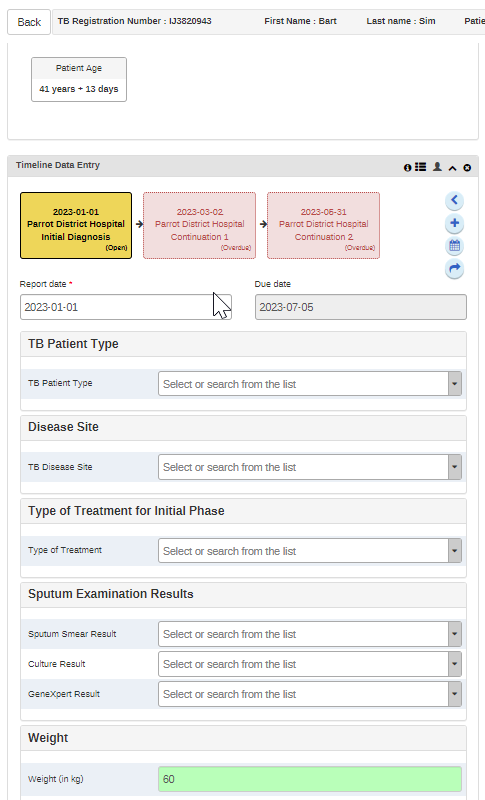 Back
TB Registration Number : IJ3820943 First Name : Bart Last name : Sim Patie
Patient Age
41 years + 13 days
Timeline Data Entry
2023-01-01
Parrot District Hospital
Initial Diagnosis
(Open)
2023-03-02
Parrot District Hospital
Continuation 1
(Overdue)
2023-05-31
Parrot District Hospital
Continuation 2
(Overdue)
Report date *
2023-01-01
Due date
2023-07-05
TB Patient Type
TB Patient Type Select or search from the list
Disease Site
TB Disease Site Select or search from the list
Type of Treatment for Initial Phase
Type of Treatment Select or search from the list
Sputum Examination Results
Sputum Smear Result Select or search from the list
Culture Result Select or search from the list
GeneXpert Result Select or search from the list
Weight
Weight (in kg) 60